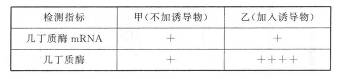 检测指标 甲(不加诱导物) 乙(加入诱导物)
几丁质酶 mRNA + +
几丁质酶 + ++++